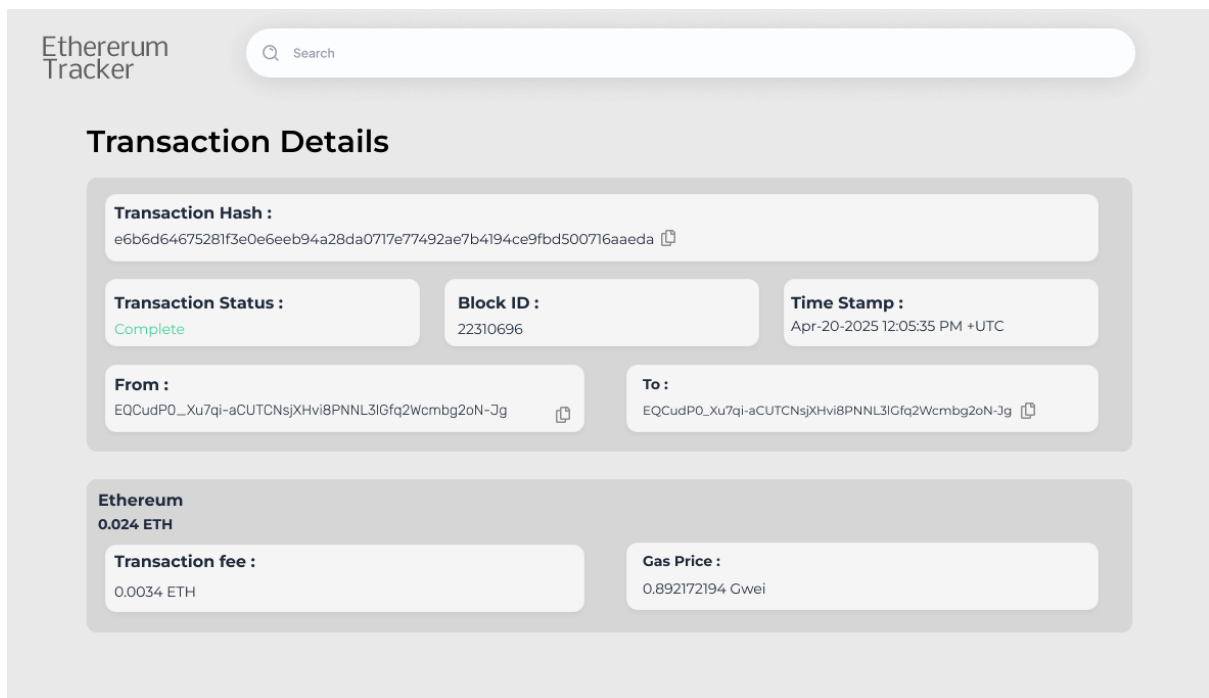 Ethererum
Tracker
Search
Transaction Details
Transaction Hash :
e6b6d64675281f3e0e6eeb94a28da0717e77492ae7b4194ce9fbd500716aaeda
Transaction Status :
Complete
Block ID :
22310696
Time Stamp :
Apr-20-2025 12:05:35 PM +UTC
From :
EQCudP0_Xu7qi-aCUTCNsjXHvi8PNNL3lGfq2Wcmbg2oN-Jg
To :
EQCudP0_Xu7qi-aCUTCNsjXHvi8PNNL3lGfq2Wcmbg2oN-Jg
Ethereum
0.024 ETH
Transaction fee :
0.0034 ETH
Gas Price :
0.892172194 Gwei